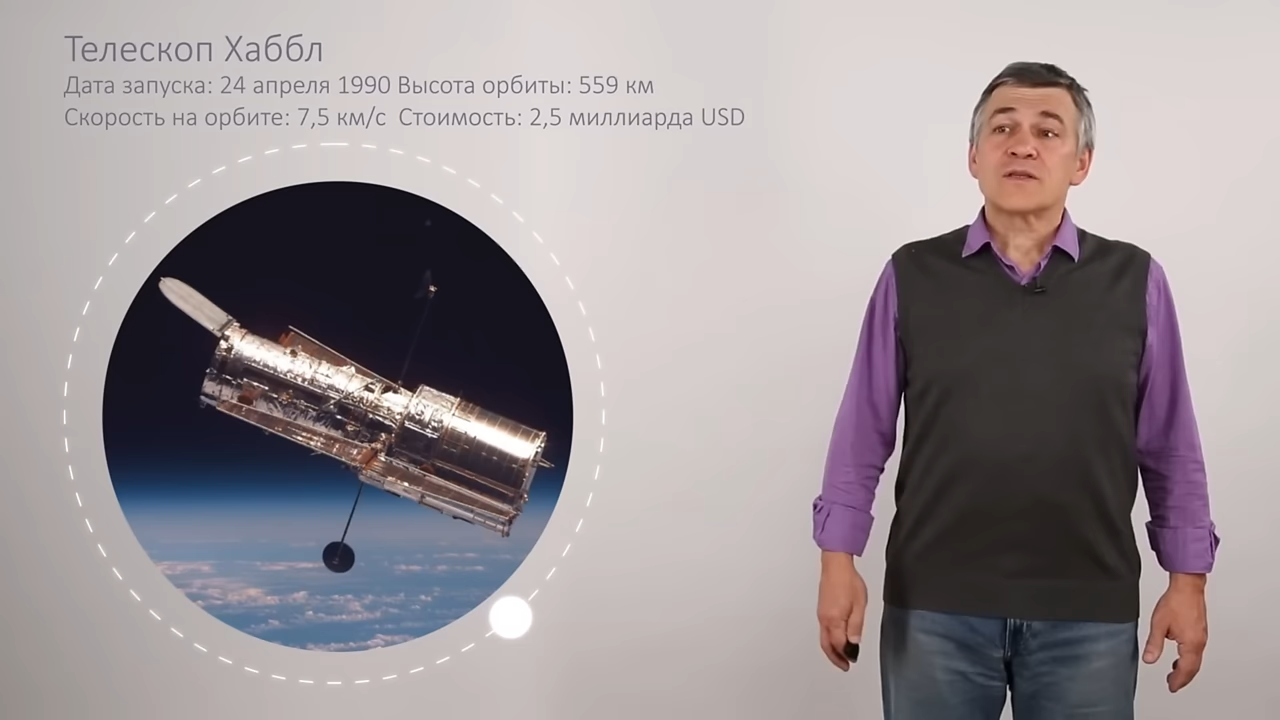 Телескоп Хаббл
Дата запуска: 24 апреля 1990 Высота орбиты: 559 км
Скорость на орбите: 7,5 км/с  Стоимость: 2,5 миллиарда USD